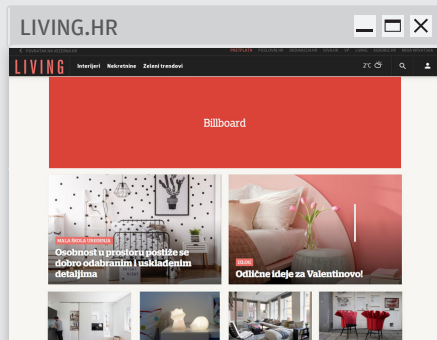 LIVING.HR
LIVING
Interijeri Nekretnine Zeleni trendovi
2°C
Billboard
MALA ŠKOLA UREĐENJA
Osobnost u prostoru postiže se
dobro odabranim i usklađenim
detaljima
IZLOG
Odlične ideje za Valentinovo!